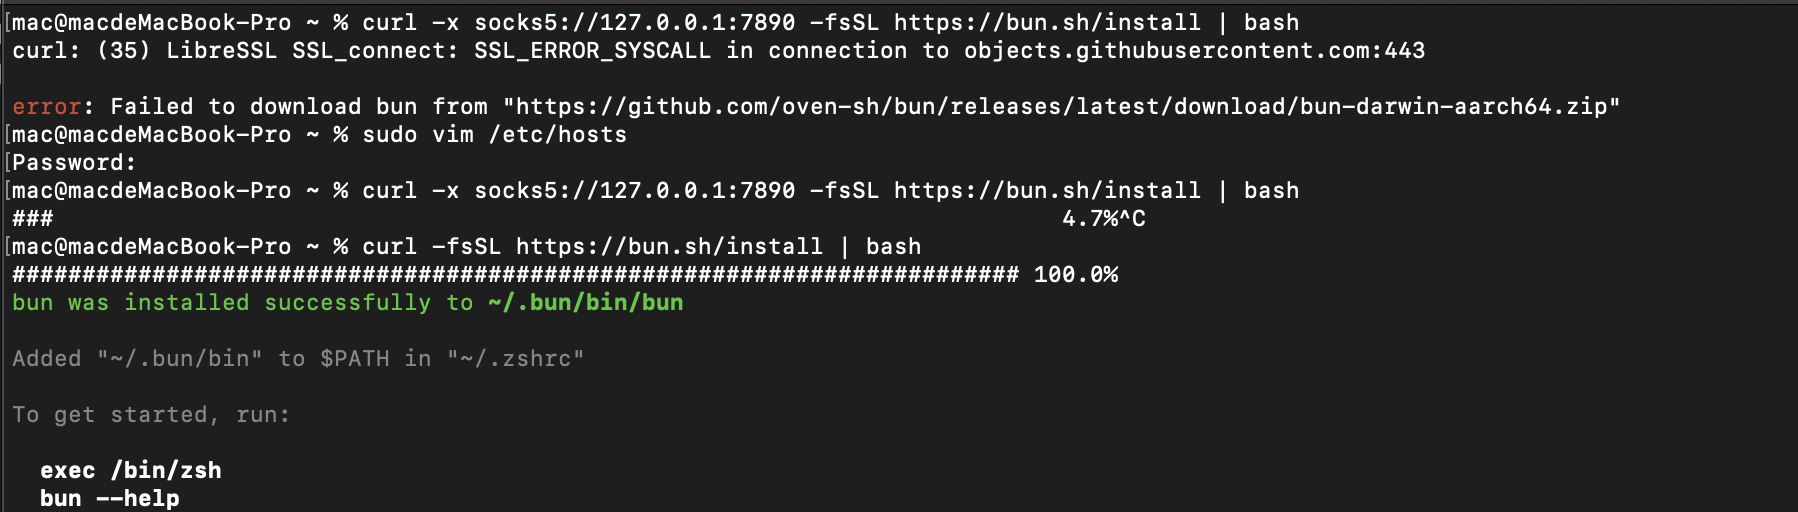 [mac@macdeMacBook-Pro ~ % curl -x socks5://127.0.0.1:7890 -fsSL https://bun.sh/install | bash
curl: (35) LibreSSL SSL_connect: SSL_ERROR_SYSCALL in connection to objects.githubusercontent.com:443
error: Failed to download bun from "https://github.com/oven-sh/bun/releases/latest/download/bun-darwin-aarch64.zip"
[mac@macdeMacBook-Pro ~ % sudo vim /etc/hosts
[Password:
[mac@macdeMacBook-Pro ~ % curl -x socks5://127.0.0.1:7890 -fsSL https://bun.sh/install | bash
### 4.7%^C
[mac@macdeMacBook-Pro ~ % curl -fsSL https://bun.sh/install | bash
######################################################################## 100.0%
bun was installed successfully to ~/.bun/bin/bun
Added "~/.bun/bin" to $PATH in "~/.zshrc"
To get started, run:
exec /bin/zsh
bun --help